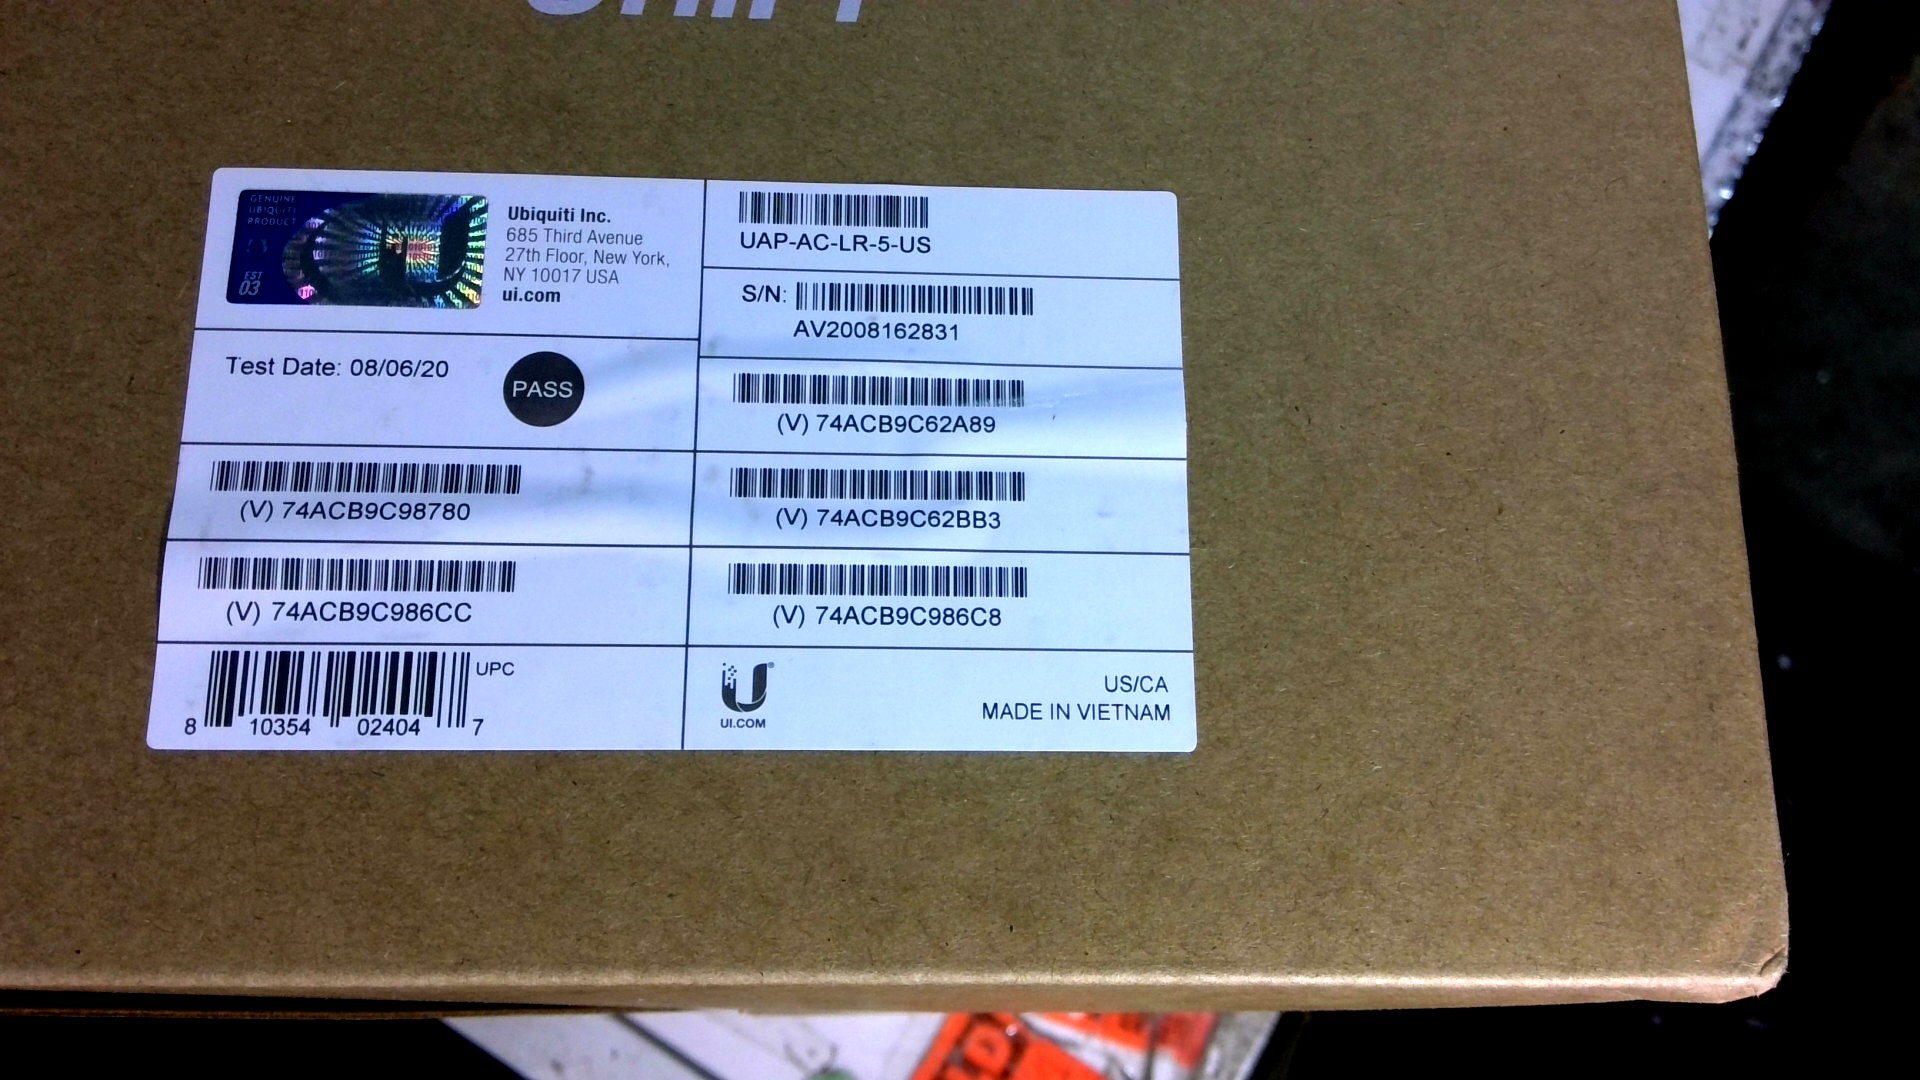 GENUINE
UBIQUITI
PRODUCT
EST
03
Ubiquiti Inc.
685 Third Avenue
27th Floor, New York,
NY 10017 USA
ui.com
UAP-AC-LR-5-US
S/N:
AV2008162831
Test Date: 08/06/20
PASS
(V) 74ACB9C62A89
(V) 74ACB9C98780
(V) 74ACB9C62BB3
(V) 74ACB9C986CC
(V) 74ACB9C986C8
UPC
8 10354 02404 7
UI.COM
US/CA
MADE IN VIETNAM